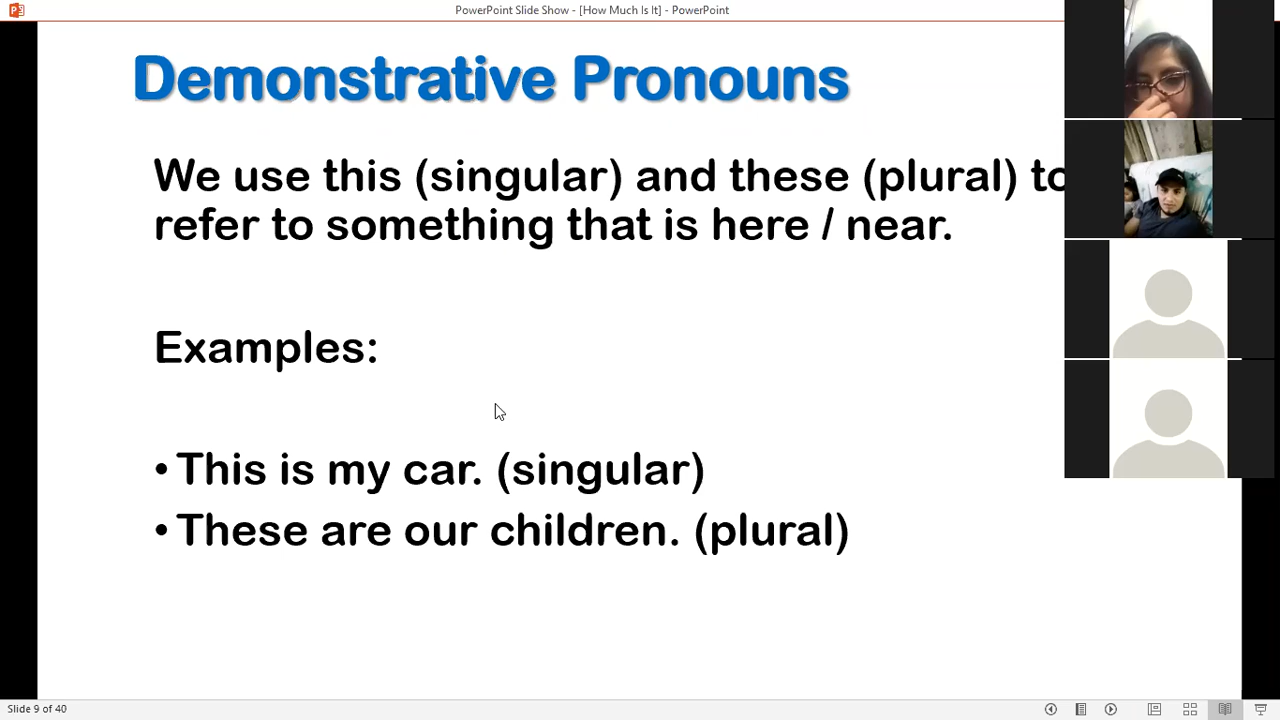 PowerPoint Slide Show - [How Much Is It] - PowerPoint
Demonstrative Pronouns
We use this (singular) and these (plural) to
refer to something that is here / near.
Examples:
• This is my car. (singular)
• These are our children. (plural)
Slide 9 of 40